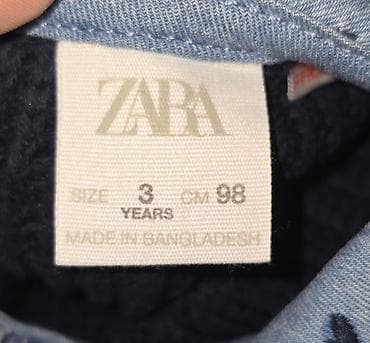 ZARA
SIZE 3 CM 98
YEARS
MADE IN BANGLADESH